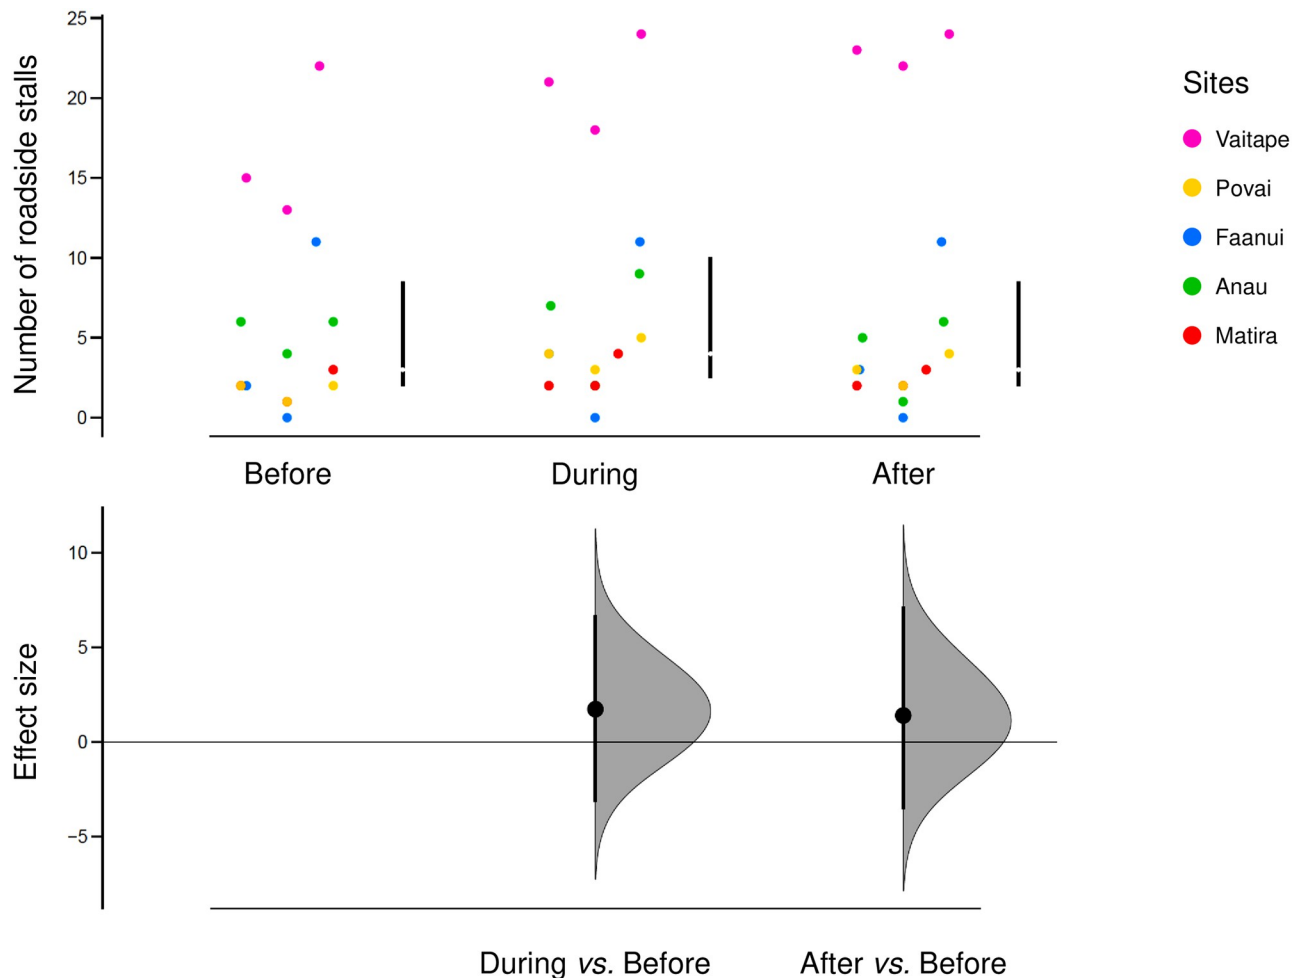 Number of roadside stalls
25
20
15
10
5
0
Before
During
After
Sites
Vaitape
Povai
Faanui
Anau
Matira
Effect size
10
5
0
−5
During vs. Before
After vs. Before